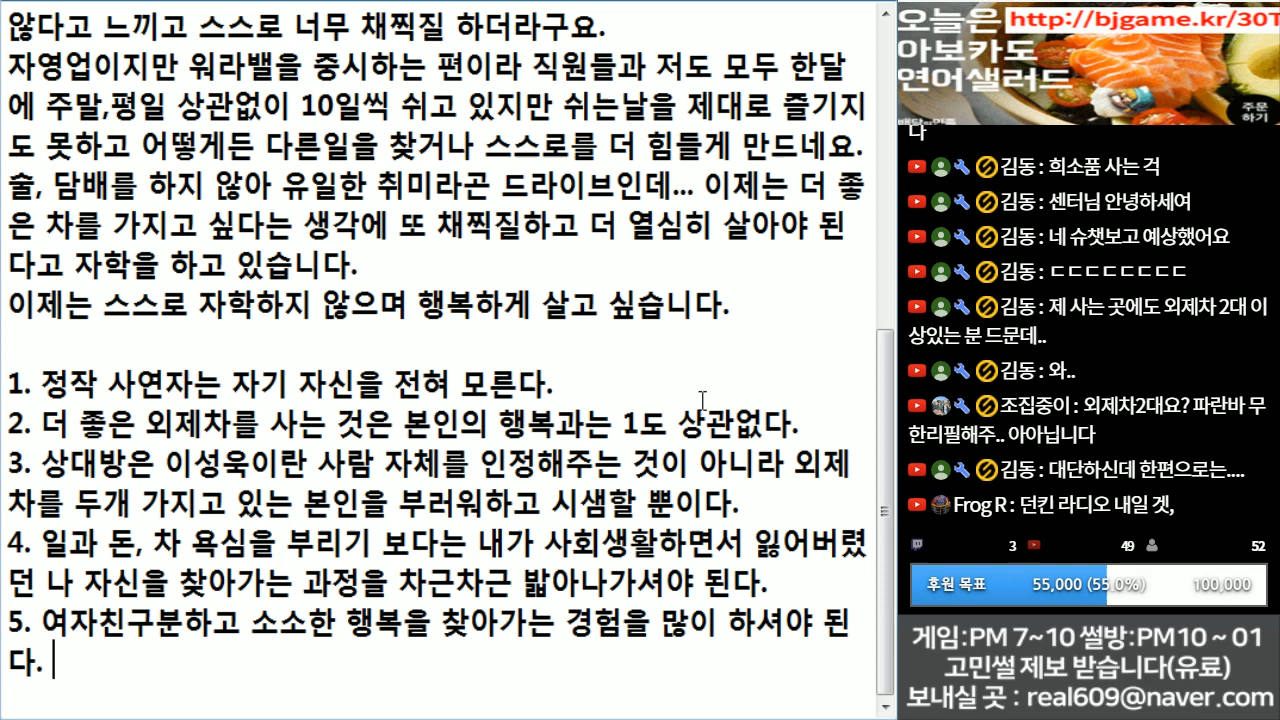 않다고 느끼고 스스로 너무 채찍질 하더라구요.
자영업이지만 워라밸을 중시하는 편이라 직원들과 저도 모두 한달
에 주말,평일 상관없이 10일씩 쉬고 있지만 쉬는날을 제대로 즐기지
도 못하고 어떻게든 다른일을 찾거나 스스로를 더 힘들게 만드네요.
술, 담배를 하지 않아 유일한 취미라곤 드라이브인데... 이제는 더 좋
은 차를 가지고 싶다는 생각에 또 채찍질하고 더 열심히 살아야 된
다고 자학을 하고 있습니다.
이제는 스스로 자학하지 않으며 행복하게 살고 싶습니다.
1. 정작 사연자는 자기 자신을 전혀 모른다.
2. 더 좋은 외제차를 사는 것은 본인의 행복과는 1도 상관없다.
3. 상대방은 이성욱이란 사람 자체를 인정해주는 것이 아니라 외제
차를 두개 가지고 있는 본인을 부러워하고 시샘할 뿐이다.
4. 일과 돈, 차 욕심을 부리기 보다는 내가 사회생활하면서 잃어버렸
던 나 자신을 찾아가는 과정을 차근차근 밟아나가셔야 된다.
5. 여자친구분하고 소소한 행복을 찾아가는 경험을 많이 하셔야 된
다.
오늘은 http://bjgame.kr/30T
아보카도
연어샐러드
주문
하기
나
김동 : 희소품 사는 걱
김동 : 센터님 안녕하세여
김동 : 네 슈챗보고 예상했어요
김동 : ㄷㄷㄷㄷㄷㄷㄷㄷ
김동 : 제 사는 곳에도 외제차 2대 이
상있는 분 드문데..
김동 : 와..
조집중이 : 외제차2대요? 파란바 무
한리필해주.. 아아닙니다
김동 : 대단하신데 한편으로는....
Frog R : 던킨 라디오 내일 겟,
3 49 52
후원 목표 55,000 (55.0%) 100,000
게임:PM 7~10 썰방:PM10 ~ 01
고민썰 제보 받습니다(유료)
보내실 곳 : real609@naver.com